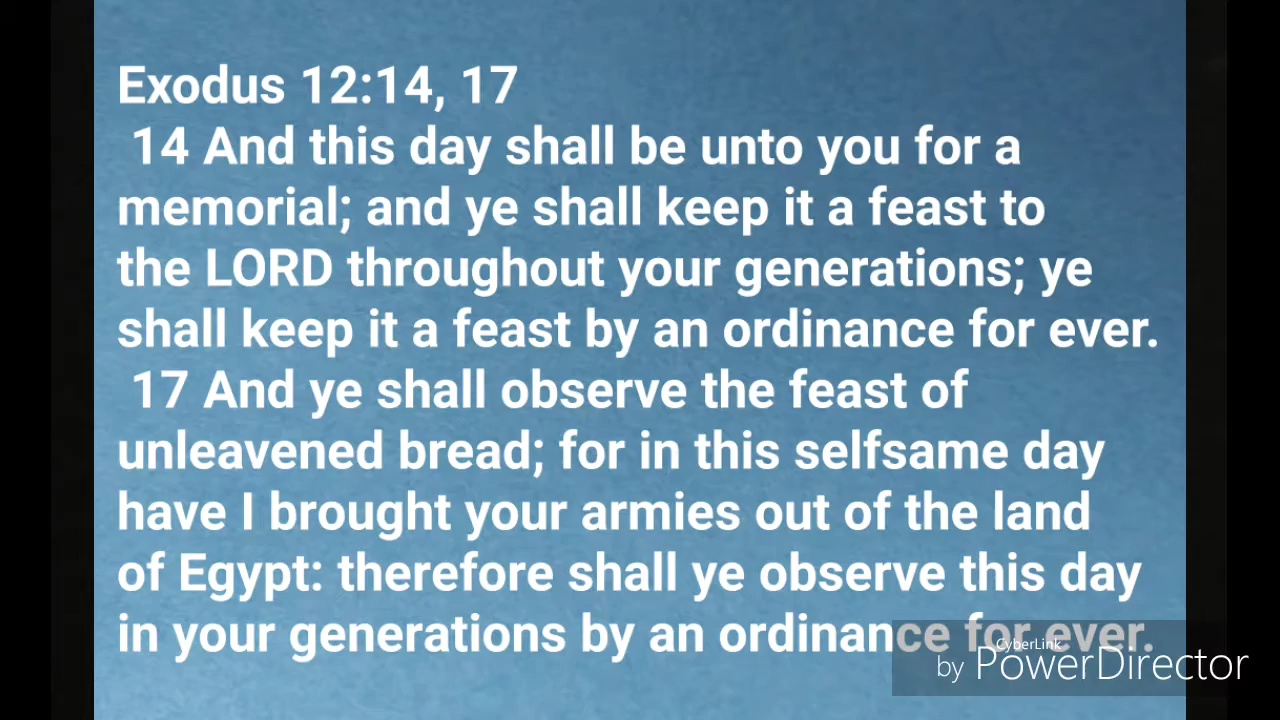 Exodus 12:14, 17
14 And this day shall be unto you for a
memorial; and ye shall keep it a feast to
the LORD throughout your generations; ye
shall keep it a feast by an ordinance for ever.
17 And ye shall observe the feast of
unleavened bread; for in this selfsame day
have I brought your armies out of the land
of Egypt: therefore shall ye observe this day
in your generations by an ordinance for ever.
CyberLink
by PowerDirector